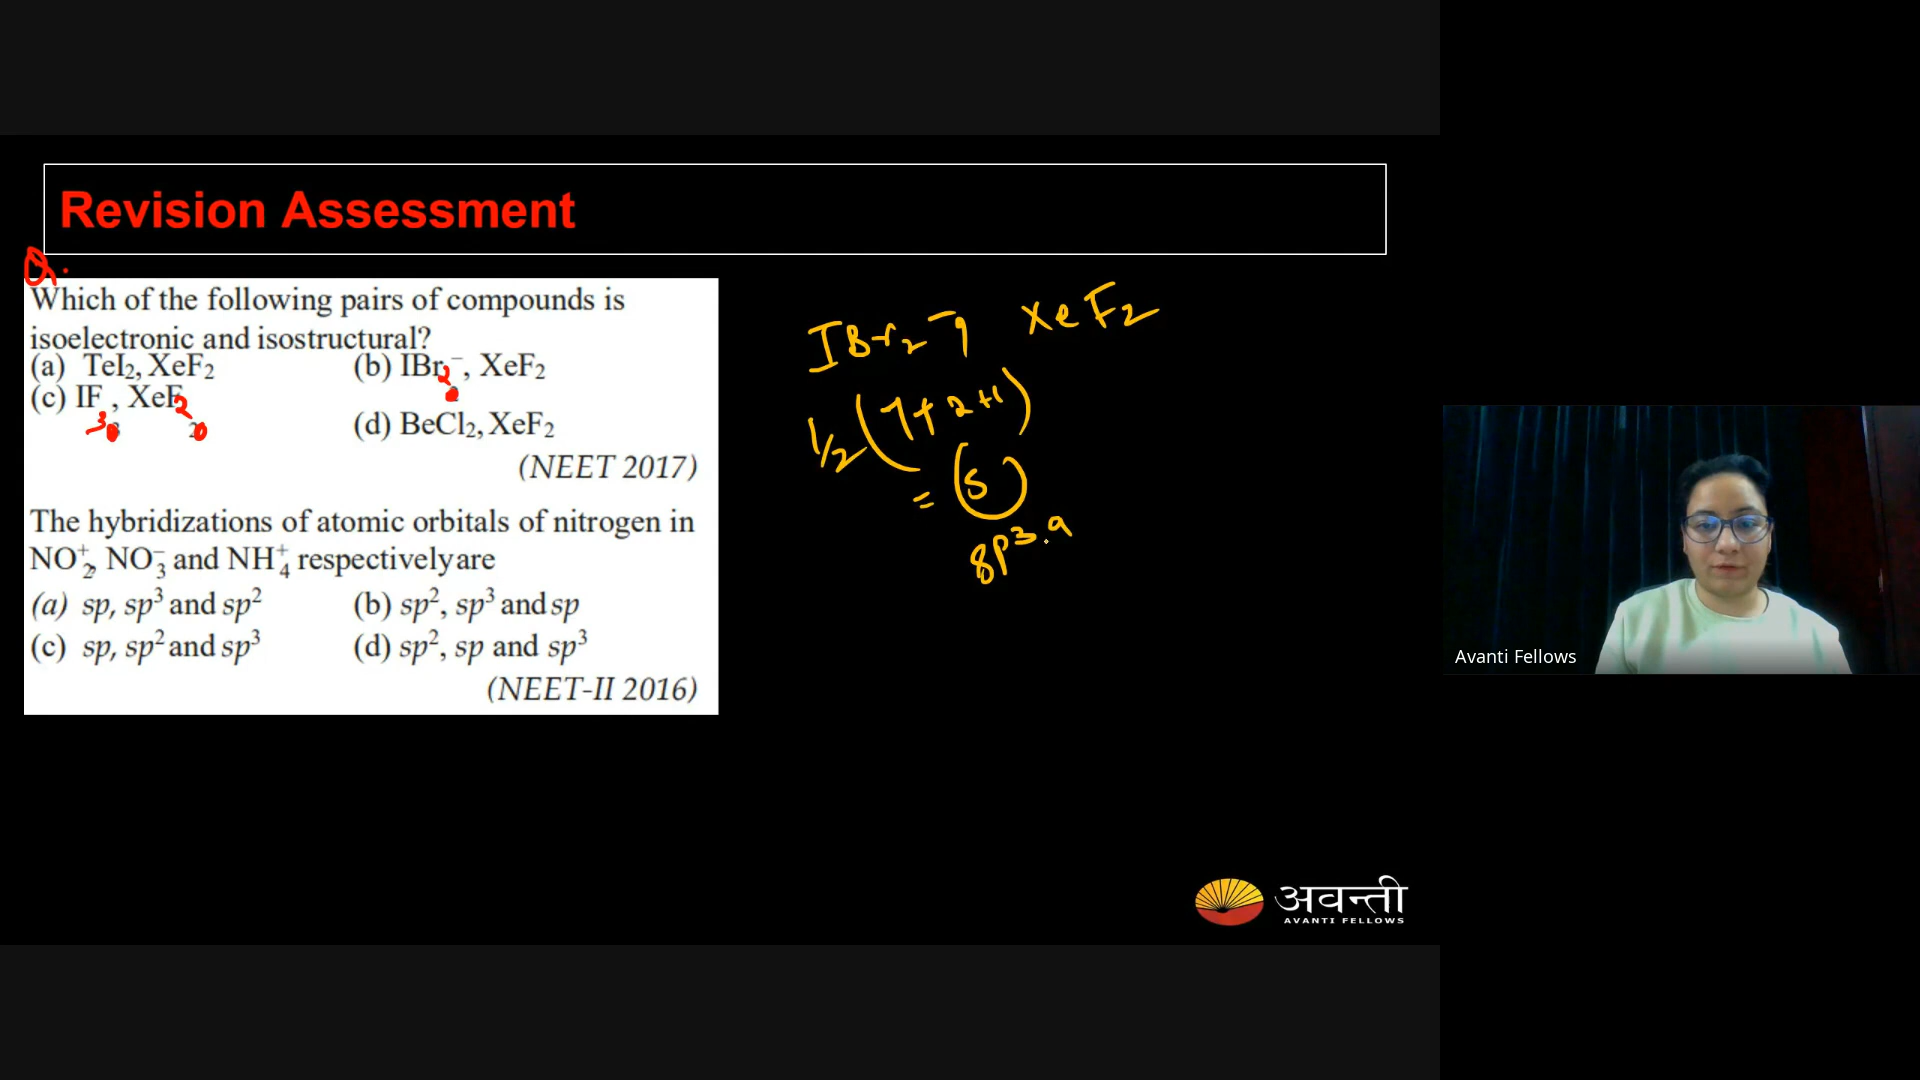 Revision Assessment
Q.
Which of the following pairs of compounds is
isoelectronic and isostructural?
(a) TeI₂, XeF₂ (b) IBr₂⁻, XeF₂
(c) IF₃, XeF₂ (d) BeCl₂, XeF₂
(NEET 2017)
The hybridizations of atomic orbitals of nitrogen in
NO₂⁺, NO₃⁻ and NH₄⁺ respectively are
(a) sp, sp³ and sp² (b) sp², sp³ and sp
(c) sp, sp² and sp³ (d) sp², sp and sp³
(NEET-II 2016)
IBr₂⁻, XeF₂
1/2 (7+2+1)
= (5)
sp³.
Avanti Fellows
अवन्ती
AVANTI FELLOWS